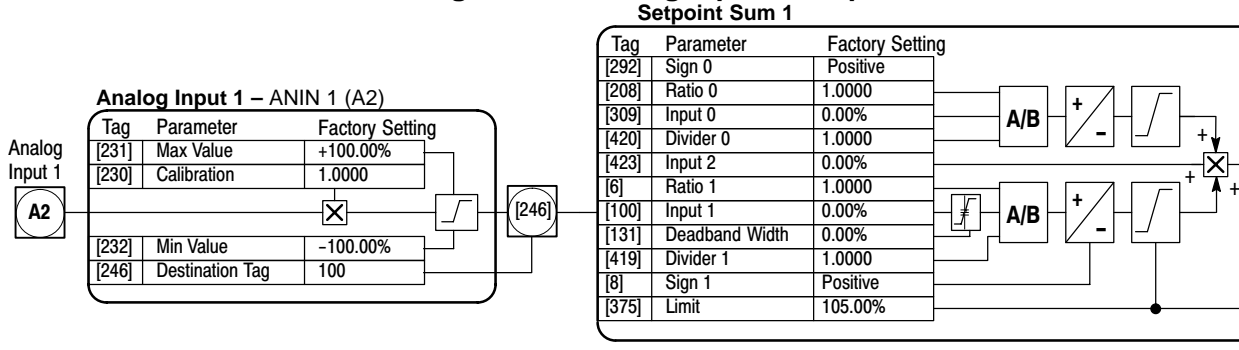 Setpoint Sum 1
Tag Parameter Factory Setting
[292] Sign 0 Positive
[208] Ratio 0 1.0000
[309] Input 0 0.00%
[420] Divider 0 1.0000
[423] Input 2 0.00%
[6] Ratio 1 1.0000
[100] Input 1 0.00%
[131] Deadband Width 0.00%
[419] Divider 1 1.0000
[8] Sign 1 Positive
[375] Limit 105.00%
A/B
+
–
+
+
+
+
A/B
+
–
Analog Input 1 – ANIN 1 (A2)
Tag Parameter Factory Setting
[231] Max Value +100.00%
[230] Calibration 1.0000
[232] Min Value –100.00%
[246] Destination Tag 100
Analog
Input 1
A2
[246]